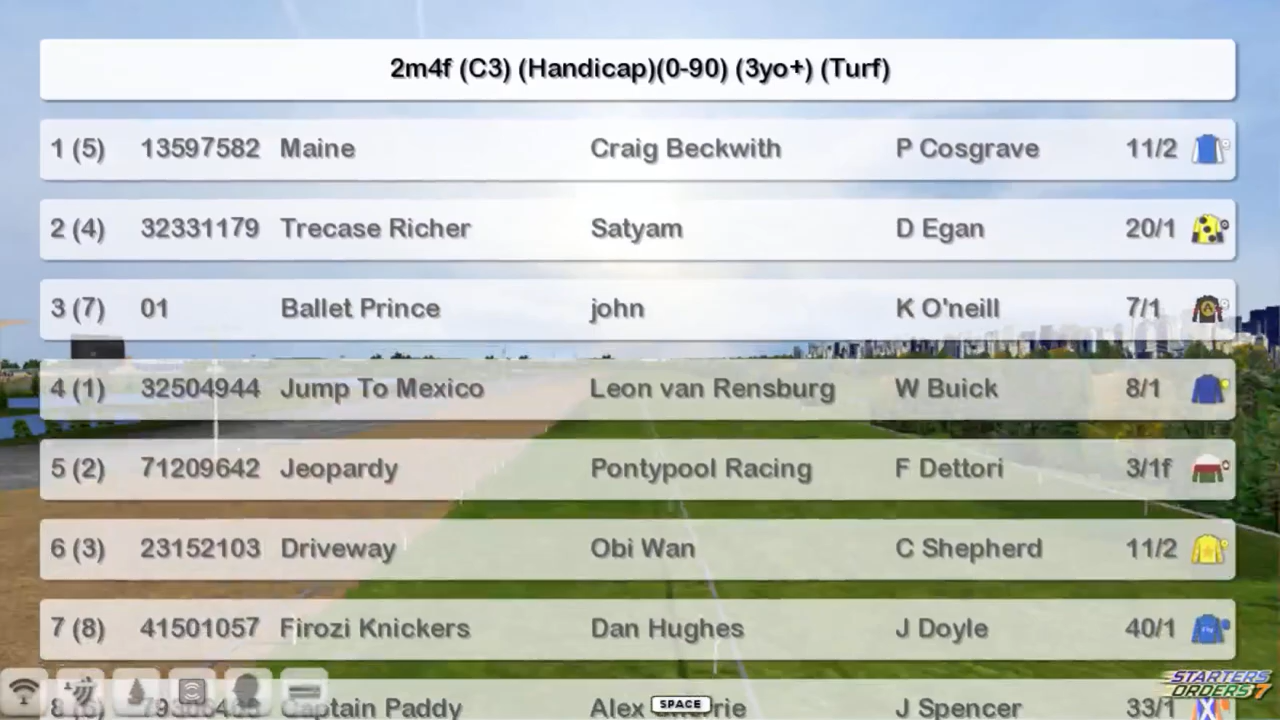 2m4f (C3) (Handicap)(0-90) (3yo+) (Turf)
1 (5) 13597582 Maine Craig Beckwith P Cosgrave 11/2
2 (4) 32331179 Trecase Richer Satyam D Egan 20/1
3 (7) 01 Ballet Prince john K O'neill 7/1
4 (1) 32504944 Jump To Mexico Leon van Rensburg W Buick 8/1
5 (2) 71209642 Jeopardy Pontypool Racing F Dettori 3/1f
6 (3) 23152103 Driveway Obi Wan C Shepherd 11/2
7 (8) 41501057 Firozi Knickers Dan Hughes J Doyle 40/1
8 (6) Captain Paddy Alex J Spencer 33/1
SPACE
STARTERS
ORDERS 7